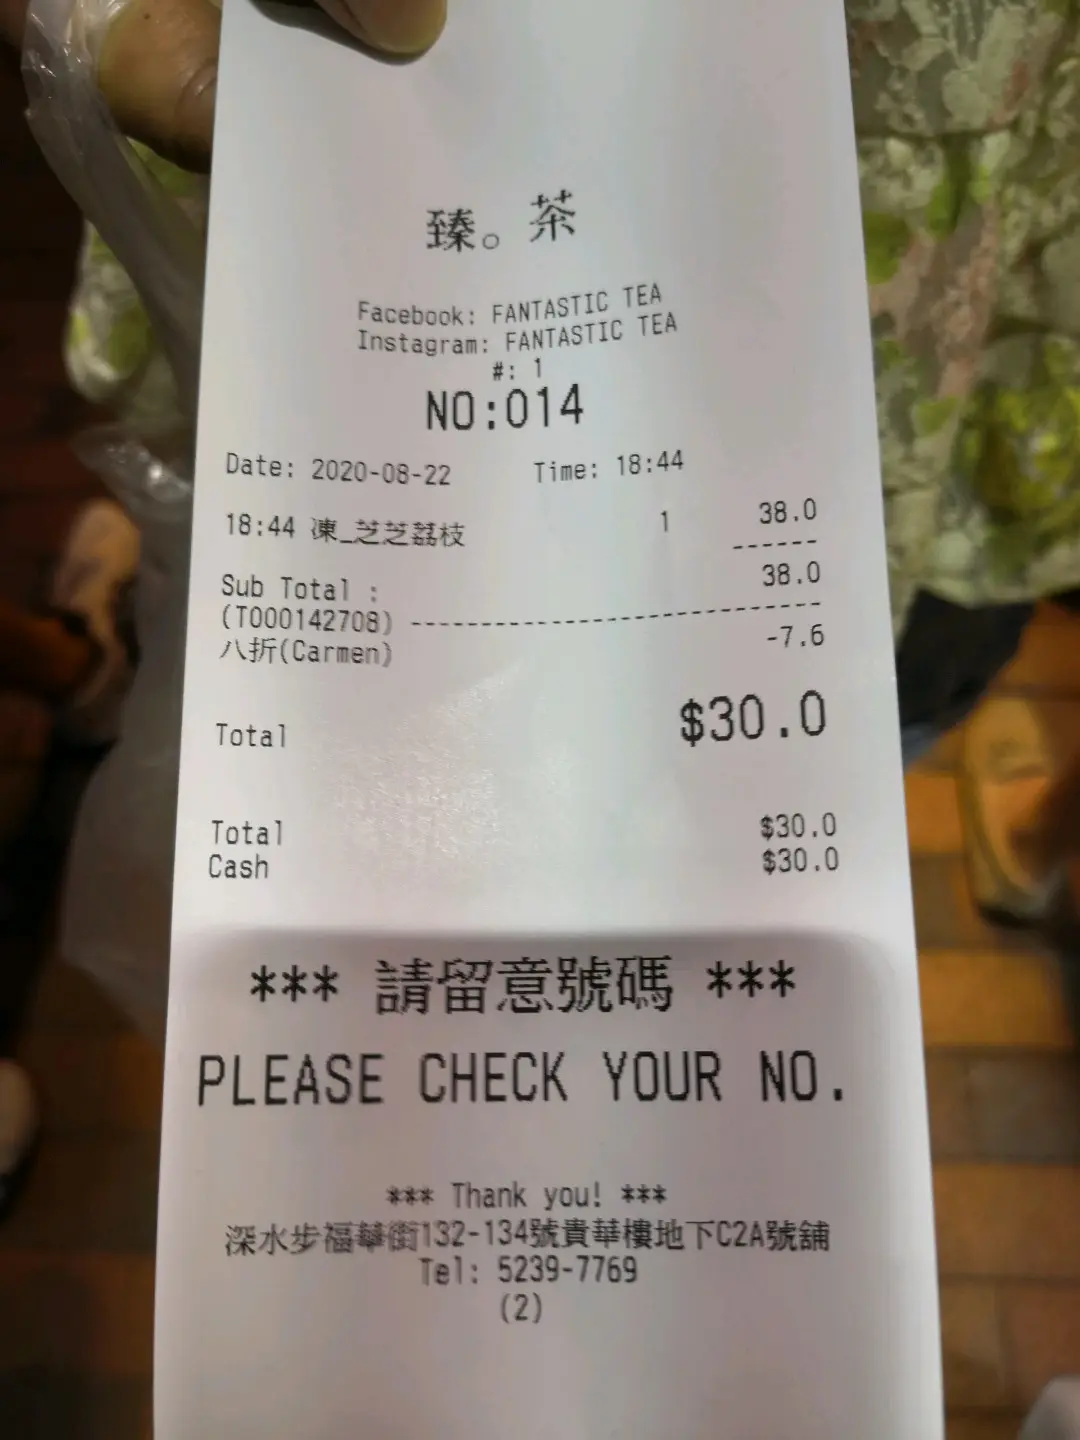 臻。茶
Facebook: FANTASTIC TEA
Instagram: FANTASTIC TEA
#: 1
NO:014
Date: 2020-08-22 Time: 18:44
18:44 凍_芝芝荔枝 1 38.0
------
Sub Total : 38.0
(T000142708) ----------------------------
八折(Carmen) -7.6
Total $30.0
Total $30.0
Cash $30.0
*** 請留意號碼 ***
PLEASE CHECK YOUR NO.
*** Thank you! ***
深水步福華街132-134號貴華樓地下C2A號舖
Tel: 5239-7769
(2)